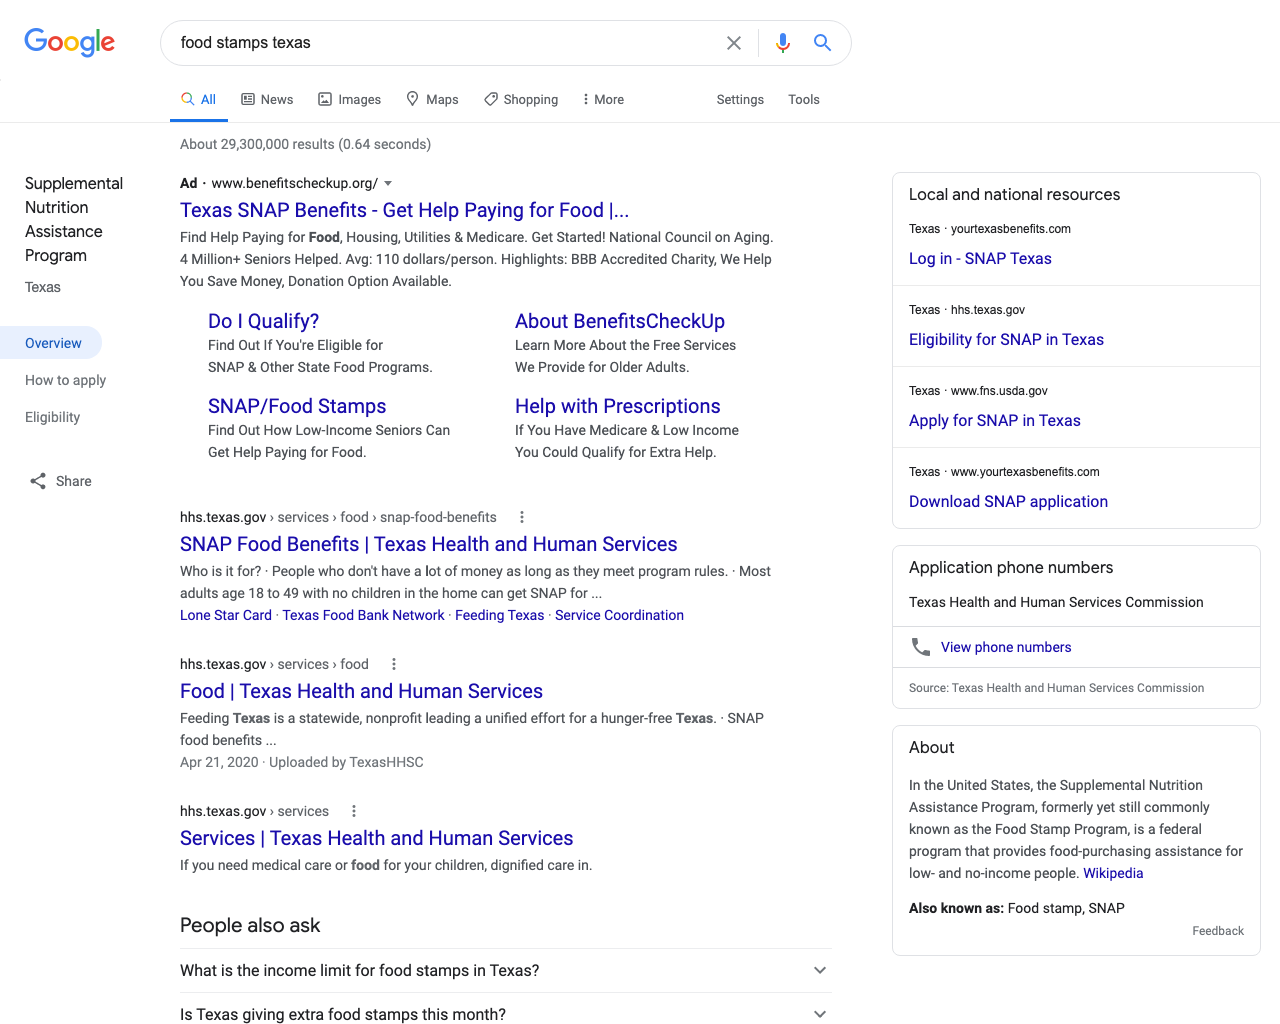 Google
food stamps texas
All
News
Images
Maps
Shopping
More
Settings
Tools
About 29,300,000 results (0.64 seconds)
Supplemental
Nutrition
Assistance
Program
Texas
Overview
How to apply
Eligibility
Share
Ad · www.benefitscheckup.org/
Texas SNAP Benefits - Get Help Paying for Food |...
Find Help Paying for Food, Housing, Utilities & Medicare. Get Started! National Council on Aging.
4 Million+ Seniors Helped. Avg: 110 dollars/person. Highlights: BBB Accredited Charity, We Help
You Save Money, Donation Option Available.
Do I Qualify?
Find Out If You're Eligible for
SNAP & Other State Food Programs.
About BenefitsCheckUp
Learn More About the Free Services
We Provide for Older Adults.
SNAP/Food Stamps
Find Out How Low-Income Seniors Can
Get Help Paying for Food.
Help with Prescriptions
If You Have Medicare & Low Income
You Could Qualify for Extra Help.
hhs.texas.gov › services › food › snap-food-benefits
SNAP Food Benefits | Texas Health and Human Services
Who is it for? · People who don't have a lot of money as long as they meet program rules. · Most
adults age 18 to 49 with no children in the home can get SNAP for ...
Lone Star Card · Texas Food Bank Network · Feeding Texas · Service Coordination
hhs.texas.gov › services › food
Food | Texas Health and Human Services
Feeding Texas is a statewide, nonprofit leading a unified effort for a hunger-free Texas. · SNAP
food benefits ...
Apr 21, 2020 · Uploaded by TexasHHSC
hhs.texas.gov › services
Services | Texas Health and Human Services
If you need medical care or food for your children, dignified care in.
People also ask
What is the income limit for food stamps in Texas?
Is Texas giving extra food stamps this month?
Local and national resources
Texas · yourtexasbenefits.com
Log in - SNAP Texas
Texas · hhs.texas.gov
Eligibility for SNAP in Texas
Texas · www.fns.usda.gov
Apply for SNAP in Texas
Texas · www.yourtexasbenefits.com
Download SNAP application
Application phone numbers
Texas Health and Human Services Commission
View phone numbers
Source: Texas Health and Human Services Commission
About
In the United States, the Supplemental Nutrition
Assistance Program, formerly yet still commonly
known as the Food Stamp Program, is a federal
program that provides food-purchasing assistance for
low- and no-income people. Wikipedia
Also known as: Food stamp, SNAP
Feedback